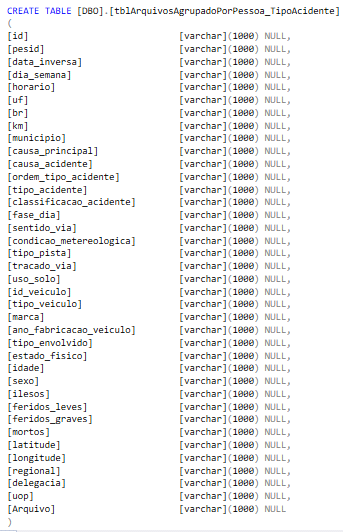 CREATE TABLE [DBO].[tblArquivosAgrupadoPorPessoa_TipoAcidente]
(
[id] [varchar](1000) NULL,
[pesid] [varchar](1000) NULL,
[data_inversa] [varchar](1000) NULL,
[dia_semana] [varchar](1000) NULL,
[horario] [varchar](1000) NULL,
[uf] [varchar](1000) NULL,
[br] [varchar](1000) NULL,
[km] [varchar](1000) NULL,
[municipio] [varchar](1000) NULL,
[causa_principal] [varchar](1000) NULL,
[causa_acidente] [varchar](1000) NULL,
[ordem_tipo_acidente] [varchar](1000) NULL,
[tipo_acidente] [varchar](1000) NULL,
[classificacao_acidente] [varchar](1000) NULL,
[fase_dia] [varchar](1000) NULL,
[sentido_via] [varchar](1000) NULL,
[condicao_metereologica] [varchar](1000) NULL,
[tipo_pista] [varchar](1000) NULL,
[tracado_via] [varchar](1000) NULL,
[uso_solo] [varchar](1000) NULL,
[id_veiculo] [varchar](1000) NULL,
[tipo_veiculo] [varchar](1000) NULL,
[marca] [varchar](1000) NULL,
[ano_fabricacao_veiculo] [varchar](1000) NULL,
[tipo_envolvido] [varchar](1000) NULL,
[estado_fisico] [varchar](1000) NULL,
[idade] [varchar](1000) NULL,
[sexo] [varchar](1000) NULL,
[ilesos] [varchar](1000) NULL,
[feridos_leves] [varchar](1000) NULL,
[feridos_graves] [varchar](1000) NULL,
[mortos] [varchar](1000) NULL,
[latitude] [varchar](1000) NULL,
[longitude] [varchar](1000) NULL,
[regional] [varchar](1000) NULL,
[delegacia] [varchar](1000) NULL,
[uop] [varchar](1000) NULL,
[Arquivo] [varchar](1000) NULL
)